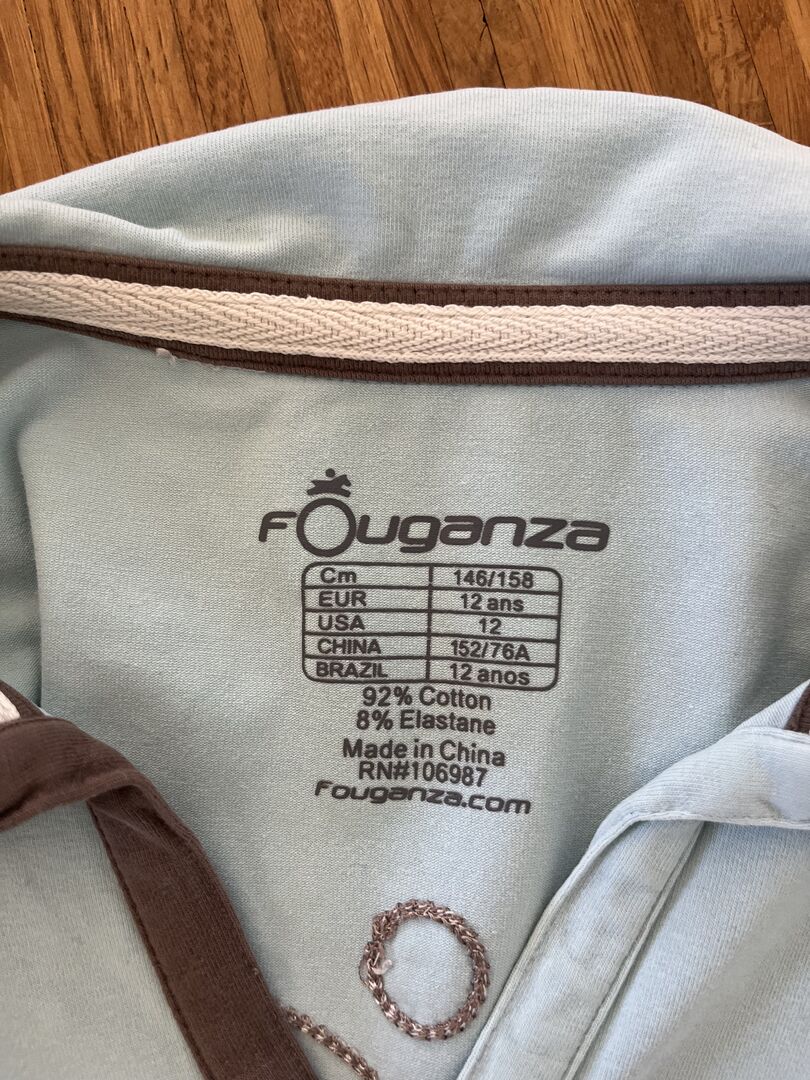 Fouganza
Cm 146/158
EUR 12 ans
USA 12
CHINA 152/76A
BRAZIL 12 anos
92% Cotton
8% Elastane
Made in China
RN#106987
Fouganza.com